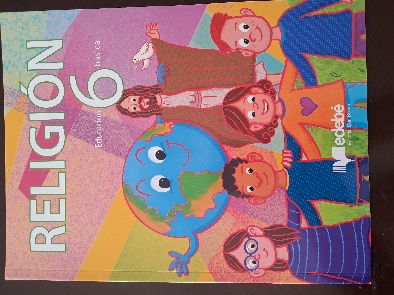 RELIGIÓN
Educación
6
básica
edebé